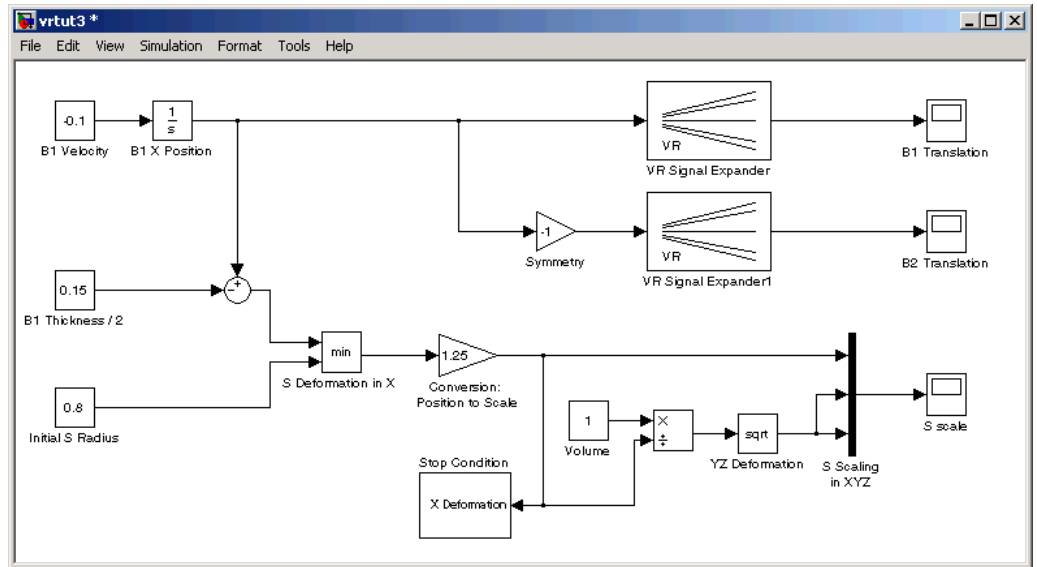 vrtut3 *
File Edit View Simulation Format Tools Help
-0.1
B1 Velocity
1
s
B1 X Position
VR
VR Signal Expander
B1 Translation
-1
Symmetry
VR
VR Signal Expander1
B2 Translation
0.15
B1 Thickness / 2
- +
min
S Deformation in X
1.25
Conversion:
Position to Scale
0.8
Initial S Radius
1
Volume
×
÷
sqrt
YZ Deformation
S Scaling
in XYZ
S scale
Stop Condition
X Deformation